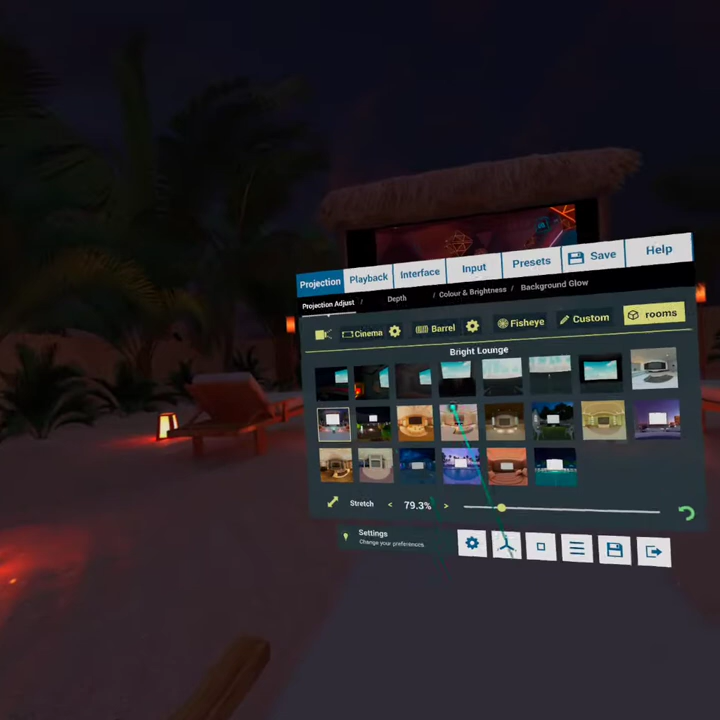 Projection
Playback
Interface
Input
Presets
Save
Help
Projection Adjust / Depth / Colour & Brightness / Background Glow
Cinema
Barrel
Fisheye
Custom
rooms
Bright Lounge
Stretch < 79.3% >
Settings
Change your preferences.